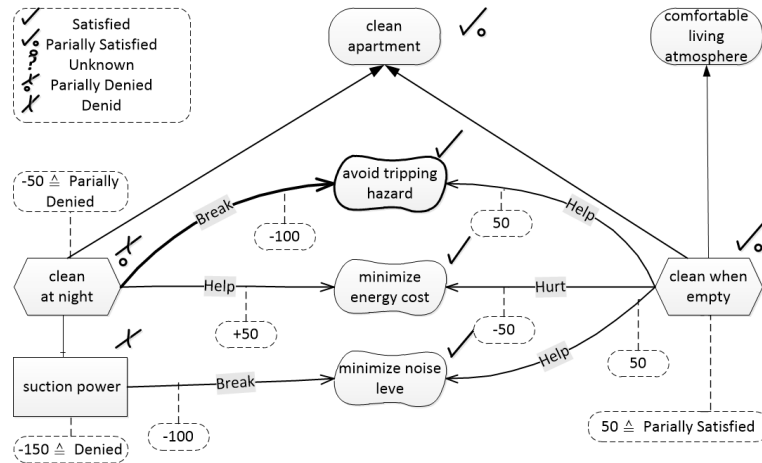 Satisfied
Parially Satisfied
Unknown
Parially Denied
Denid
clean
apartment
comfortable
living
atmosphere
-50 ≙ Parially
Denied
avoid tripping
hazard
Break
-100
50
Help
clean
at night
Help
+50
minimize
energy cost
Hurt
-50
clean when
empty
suction power
Break
-100
minimize noise
leve
Help
50
-150 ≙ Denied
50 ≙ Partially Satisfied